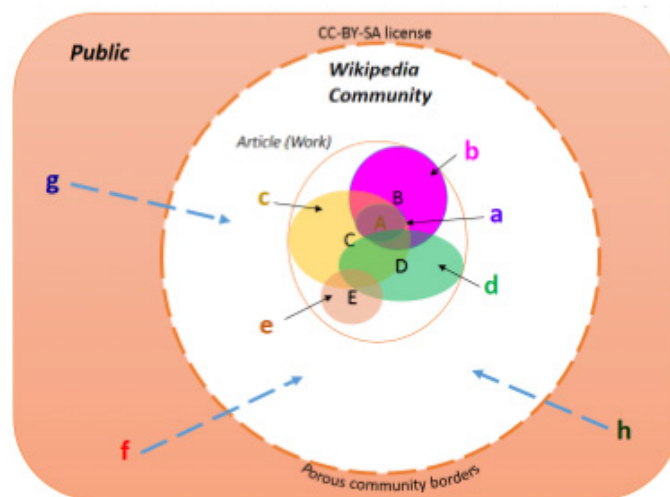 CC-BY-SA license
Public
Wikipedia
Community
Article (Work)
b
g
c
B
a
A
C
D
d
E
e
f
h
Porous community borders